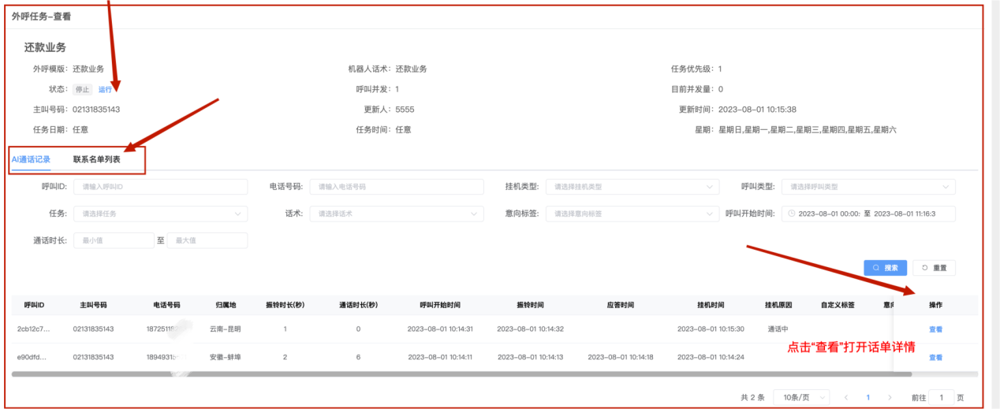 外呼任务-查看
还款业务
外呼模版: 还款业务 机器人话术: 还款业务 任务优先级: 1
状态: 停止 运行 呼叫并发: 1 目前并发量: 0
主叫号码: 02131835143 更新人: 5555 更新时间: 2023-08-01 10:15:38
任务日期: 任意 任务时间: 任意 星期: 星期日,星期一,星期二,星期三,星期四,星期五,星期六
AI通话记录 联系名单列表
呼叫ID: 请输入呼叫ID 电话号码: 请输入电话号码 挂机类型: 请选择挂机类型 呼叫类型: 请选择呼叫类型
任务: 请选择任务 话术: 请选择话术 意向标签: 请选择意向标签 呼叫开始时间: 2023-08-01 00:00: 至 2023-08-01 11:16:3
通话时长: 最小值 至 最大值
搜索 重置
呼叫ID 主叫号码 电话号码 归属地 振铃时长(秒) 通话时长(秒) 呼叫开始时间 振铃时间 应答时间 挂机时间 挂机原因 自定义标签 操作
2cb12c7... 02131835143 1872511 云南-昆明 1 0 2023-08-01 10:14:31 2023-08-01 10:14:32 2023-08-01 10:15:30 通话中 查看
点击“查看”打开话单详情
e90dfd... 02131835143 1894931 安徽-蚌埠 2 6 2023-08-01 10:14:11 2023-08-01 10:14:13 2023-08-01 10:14:18 2023-08-01 10:14:24 查看
共 2 条 10条/页 < 1 > 前往 1 页